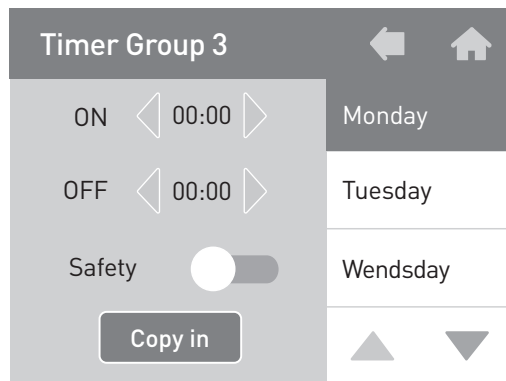 Timer Group 3
ON 00:00
OFF 00:00
Safety
Copy in
Monday
Tuesday
Wendsday